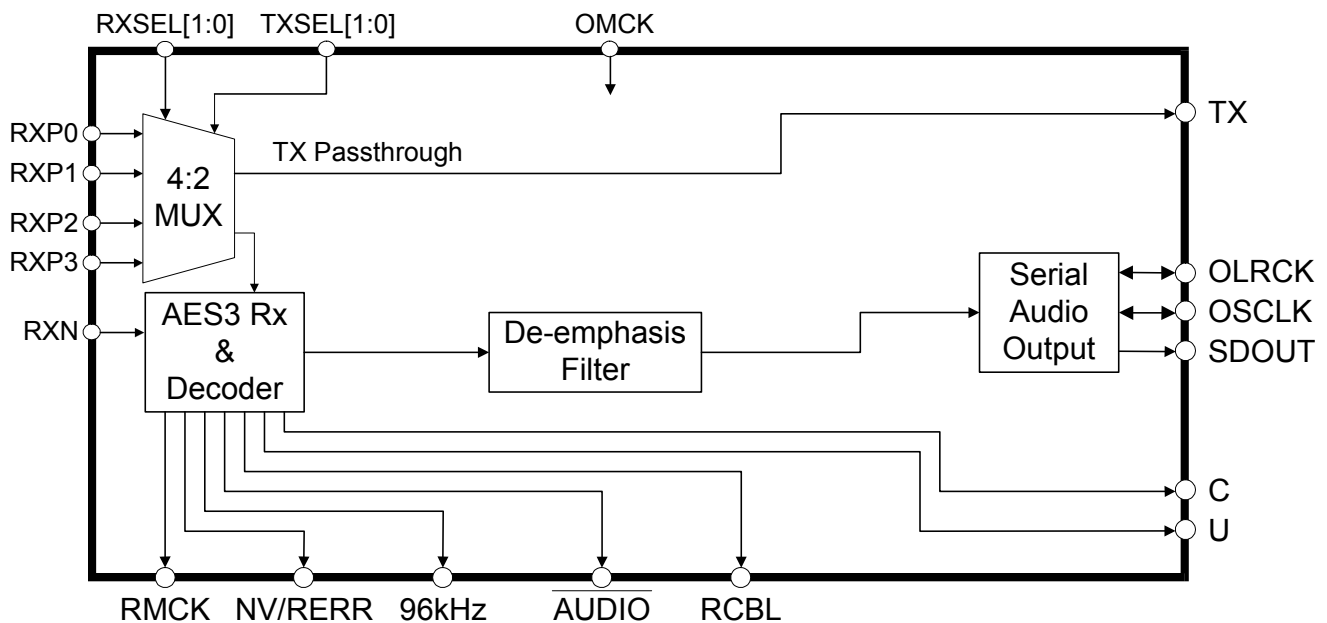 RXSEL[1:0] TXSEL[1:0] OMCK
RXP0
RXP1
RXP2
RXP3
RXN
4:2
MUX
TX Passthrough
TX
AES3 Rx
&
Decoder
De-emphasis
Filter
Serial
Audio
Output
OLRCK
OSCLK
SDOUT
C
U
RMCK NV/RERR 96kHz AUDIO RCBL